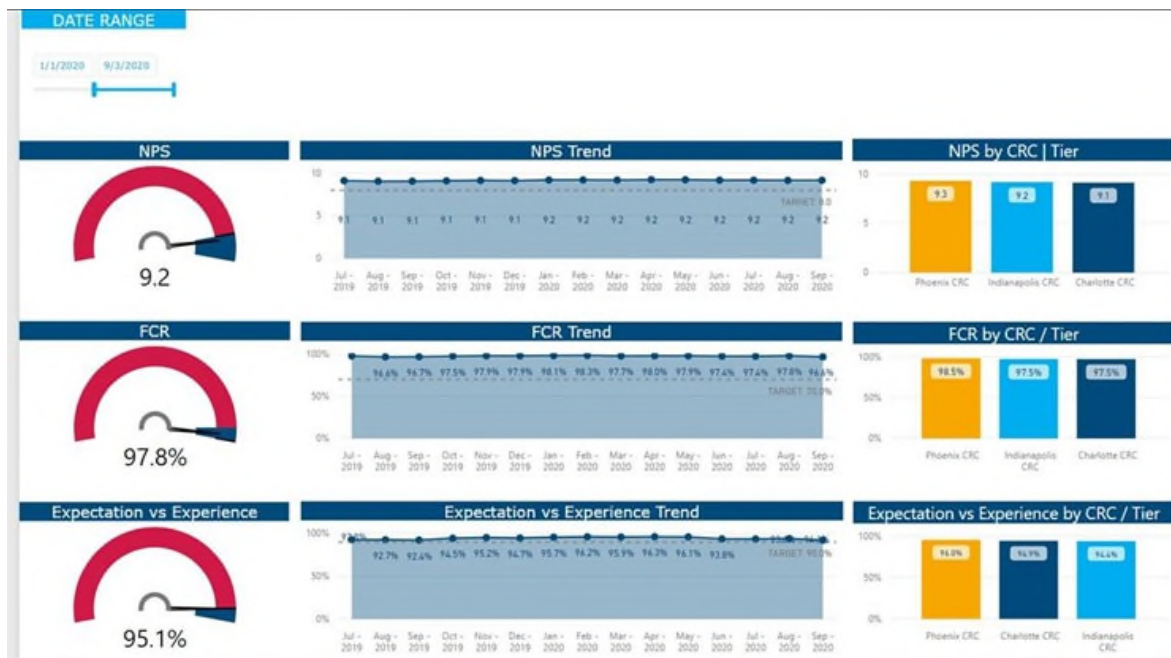 DATE RANGE
1/1/2020 9/3/2020
NPS
9.2
NPS Trend
10
5
0
TARGET: 8.0
9.1 9.1 9.1 9.1 9.1 9.1 9.2 9.2 9.2 9.2 9.2 9.2 9.2 9.2 9.2
Jul - Aug - Sep - Oct - Nov - Dec - Jan - Feb - Mar - Apr - May - Jun - Jul - Aug - Sep -
2019 2019 2019 2019 2019 2019 2020 2020 2020 2020 2020 2020 2020 2020 2020
NPS by CRC | Tier
10
5
0
9.3 9.2 9.1
Phoenix CRC Indianapolis CRC Charlotte CRC
FCR
97.8%
FCR Trend
100%
50%
0%
96.6% 96.7% 97.5% 97.9% 97.9% 98.1% 98.3% 97.7% 98.0% 97.9% 97.4% 97.4% 97.8% 96.6%
TARGET: 70.0%
Jul - Aug - Sep - Oct - Nov - Dec - Jan - Feb - Mar - Apr - May - Jun - Jul - Aug - Sep -
2019 2019 2019 2019 2019 2019 2020 2020 2020 2020 2020 2020 2020 2020 2020
FCR by CRC / Tier
100%
50%
0%
98.5% 97.5% 97.5%
Phoenix CRC Indianapolis Charlotte CRC
CRC
Expectation vs Experience
95.1%
Expectation vs Experience Trend
100%
50%
0%
92.7% 92.4% 94.5% 95.2% 94.7% 95.7% 96.2% 95.9% 96.3% 96.1% 93.8%
TARGET: 90.0%
Jul - Aug - Sep - Oct - Nov - Dec - Jan - Feb - Mar - Apr - May - Jun - Jul - Aug - Sep -
2019 2019 2019 2019 2019 2019 2020 2020 2020 2020 2020 2020 2020 2020 2020
Expectation vs Experience by CRC / Tier
100%
50%
0%
96.0% 94.9% 94.4%
Phoenix CRC Charlotte CRC Indianapolis
CRC